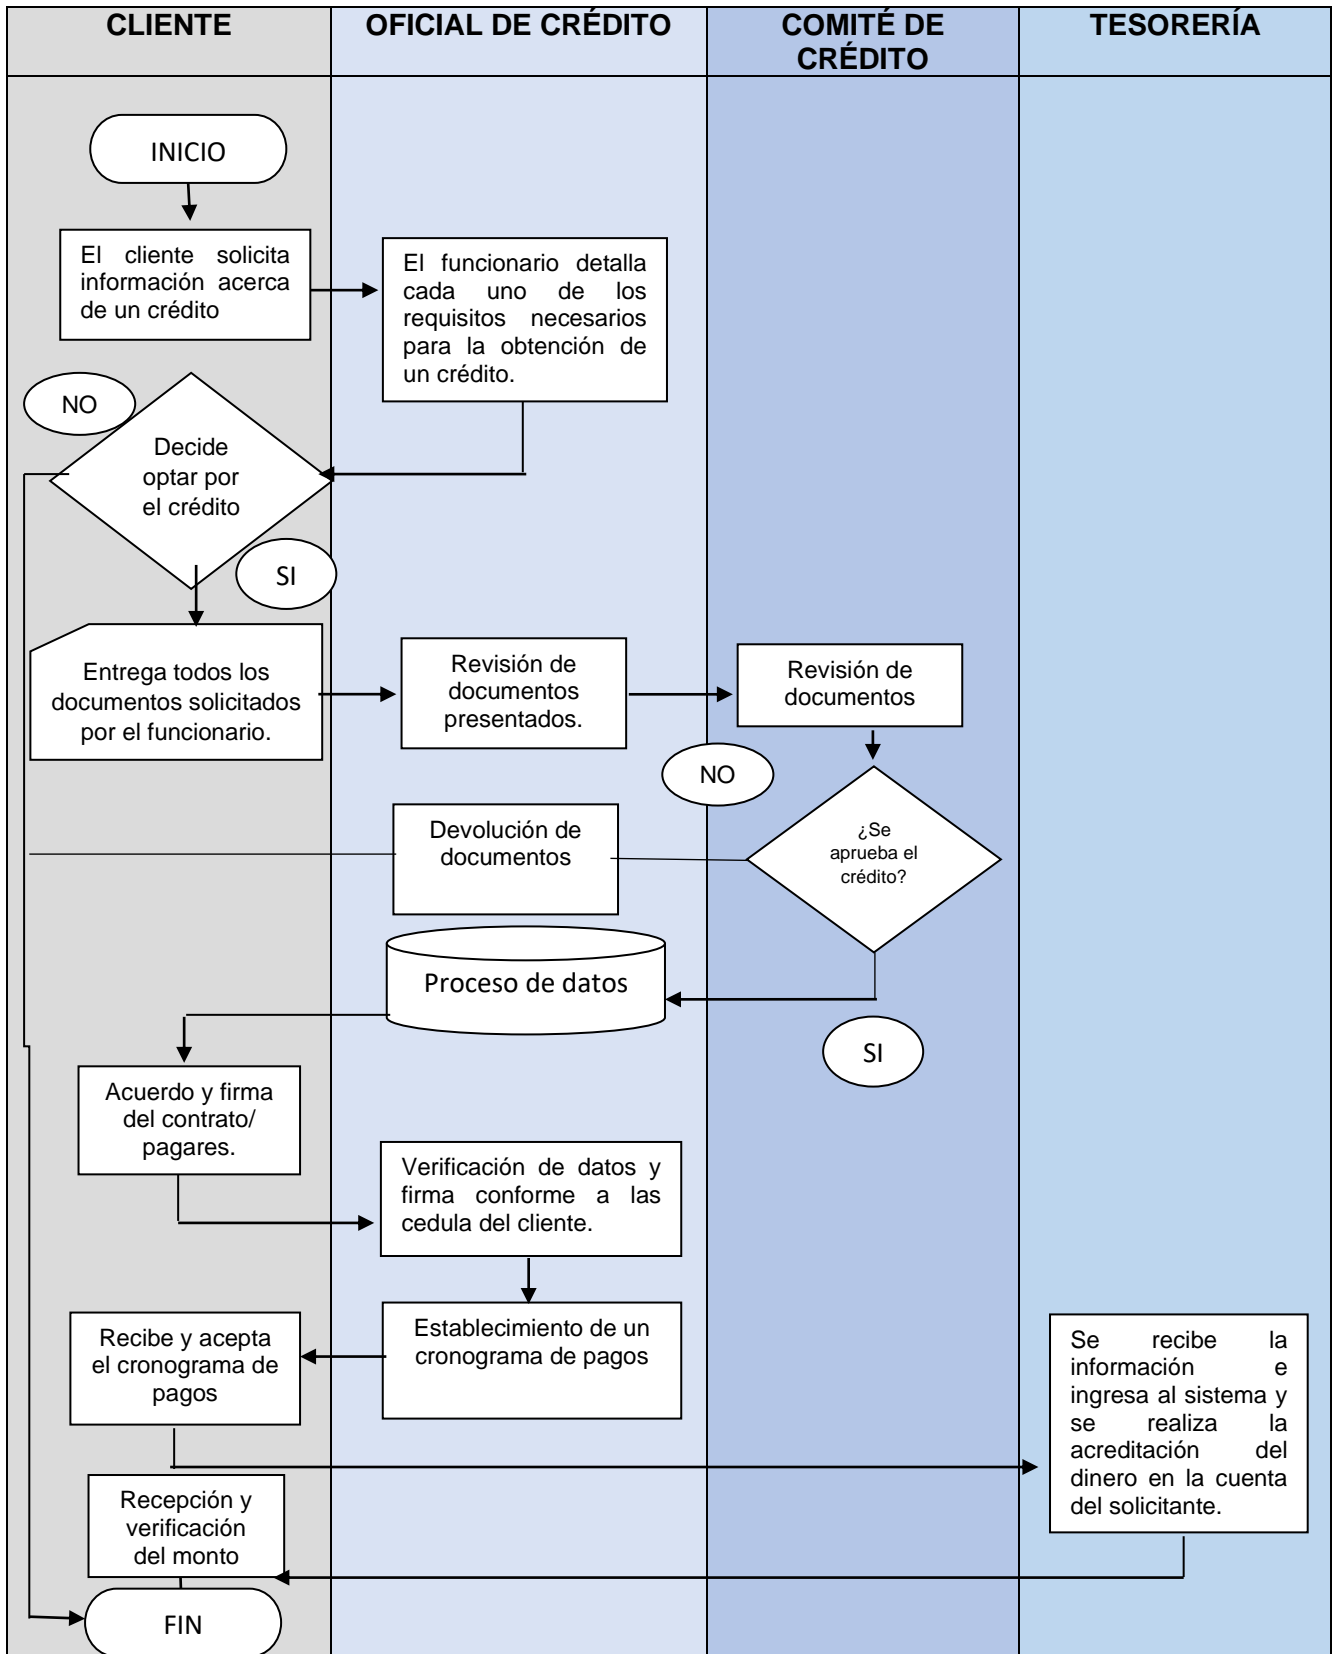 CLIENTE
OFICIAL DE CRÉDITO
COMITÉ DE
CRÉDITO
TESORERÍA
INICIO
El cliente solicita
información acerca
de un crédito
El funcionario detalla
cada uno de los
requisitos necesarios
para la obtención de
un crédito.
NO
Decide
optar por
el crédito
SI
Entrega todos los
documentos solicitados
por el funcionario.
Revisión de
documentos
presentados.
Revisión de
documentos
NO
¿Se
aprueba el
crédito?
Devolución de
documentos
Proceso de datos
SI
Acuerdo y firma
del contrato/
pagares.
Verificación de datos y
firma conforme a las
cedula del cliente.
Establecimiento de un
cronograma de pagos
Recibe y acepta
el cronograma de
pagos
Se recibe la
información e
ingresa al sistema y
se realiza la
acreditación del
dinero en la cuenta
del solicitante.
Recepción y
verificación
del monto
FIN